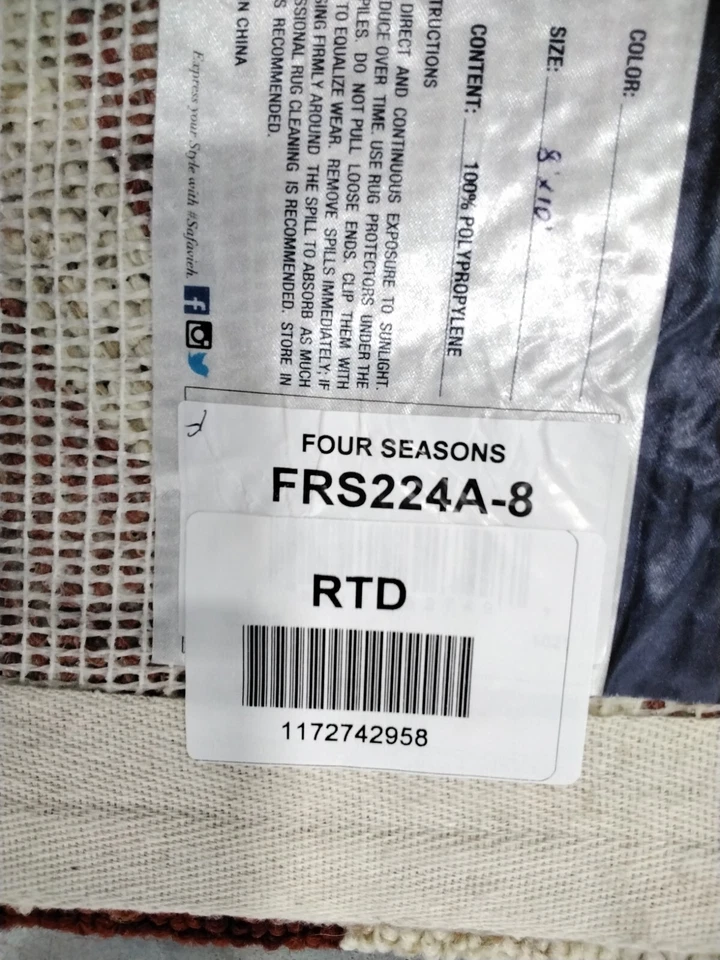 COLOR:
SIZE: 8'x10'
CONTENT: 100% POLYPROPYLENE
TRUCTIONS
DIRECT AND CONTINUOUS EXPOSURE TO SUNLIGHT.
DUCE OVER TIME. USE RUG PROTECTORS UNDER THE
PILES. DO NOT PULL LOOSE ENDS. CLIP THEM WITH
TO EQUALIZE WEAR. REMOVE SPILLS IMMEDIATELY; IF
SING FIRMLY AROUND THE SPILL TO ABSORB AS MUCH
SSIONAL RUG CLEANING IS RECOMMENDED. STORE IN
S RECOMMENDED.
N CHINA
Express your Style with #Safavieh
FOUR SEASONS
FRS224A-8
RTD
1172742958